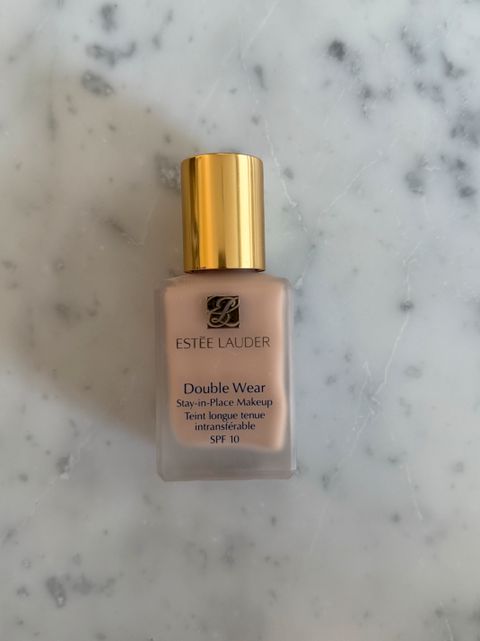 ESTĒE LAUDER
Double Wear
Stay-in-Place Makeup
Teint longue tenue
intransférable
SPF 10